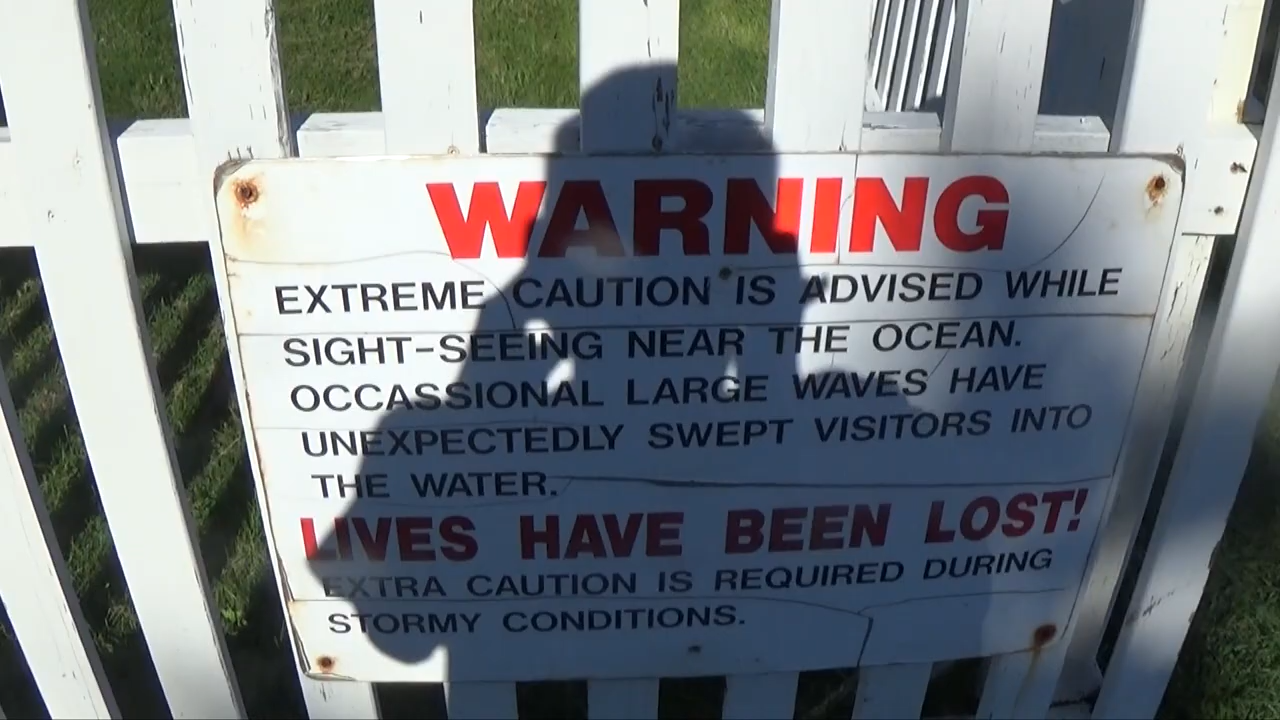 WARNING
EXTREME CAUTION IS ADVISED WHILE
SIGHT-SEEING NEAR THE OCEAN.
OCCASSIONAL LARGE WAVES HAVE
UNEXPECTEDLY SWEPT VISITORS INTO
THE WATER.
LIVES HAVE BEEN LOST!
EXTRA CAUTION IS REQUIRED DURING
STORMY CONDITIONS.